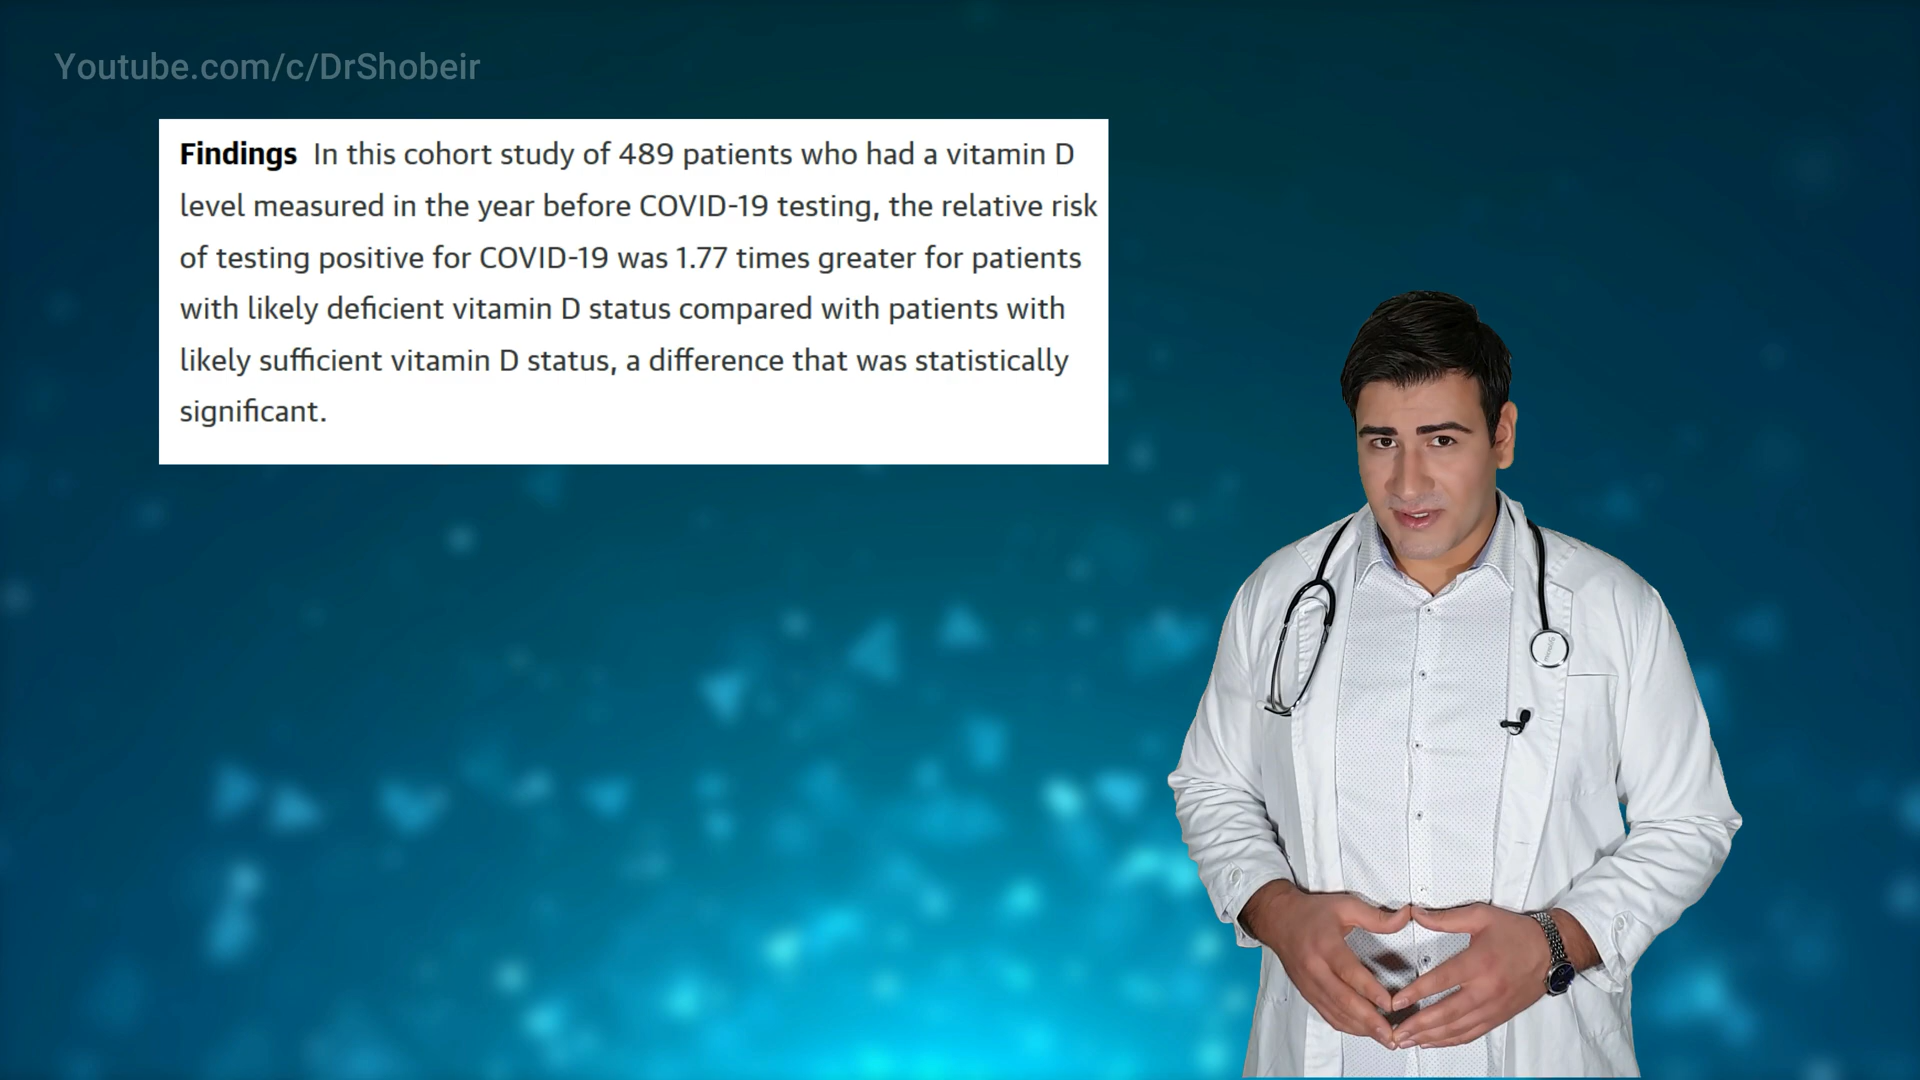 Youtube.com/c/DrShobeir
Findings In this cohort study of 489 patients who had a vitamin D
level measured in the year before COVID-19 testing, the relative risk
of testing positive for COVID-19 was 1.77 times greater for patients
with likely deficient vitamin D status compared with patients with
likely sufficient vitamin D status, a difference that was statistically
significant.